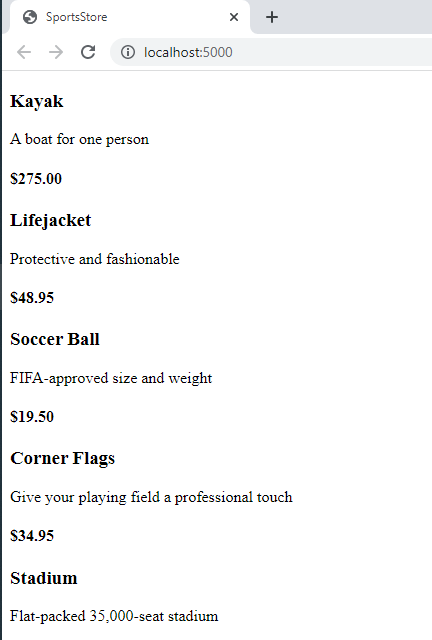 SportsStore
localhost:5000
Kayak
A boat for one person
$275.00
Lifejacket
Protective and fashionable
$48.95
Soccer Ball
FIFA-approved size and weight
$19.50
Corner Flags
Give your playing field a professional touch
$34.95
Stadium
Flat-packed 35,000-seat stadium